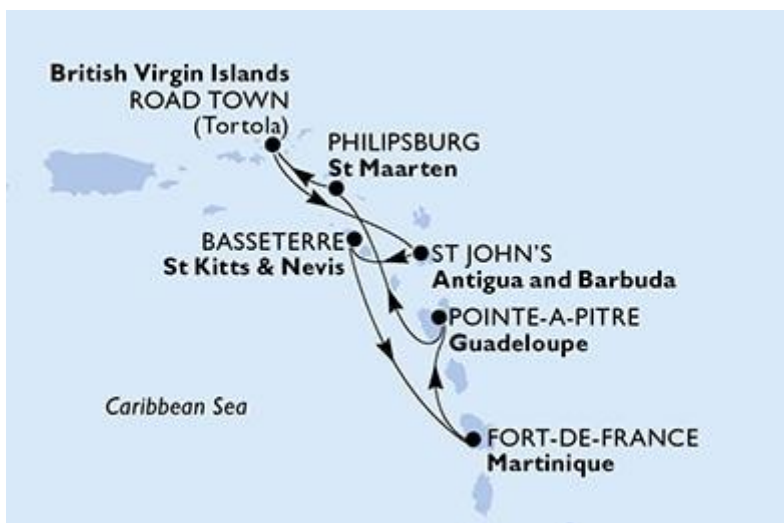 British Virgin Islands
ROAD TOWN
(Tortola)
PHILIPSBURG
St Maarten
BASSETERRE
St Kitts & Nevis
ST JOHN'S
Antigua and Barbuda
POINTE-A-PITRE
Guadeloupe
Caribbean Sea
FORT-DE-FRANCE
Martinique